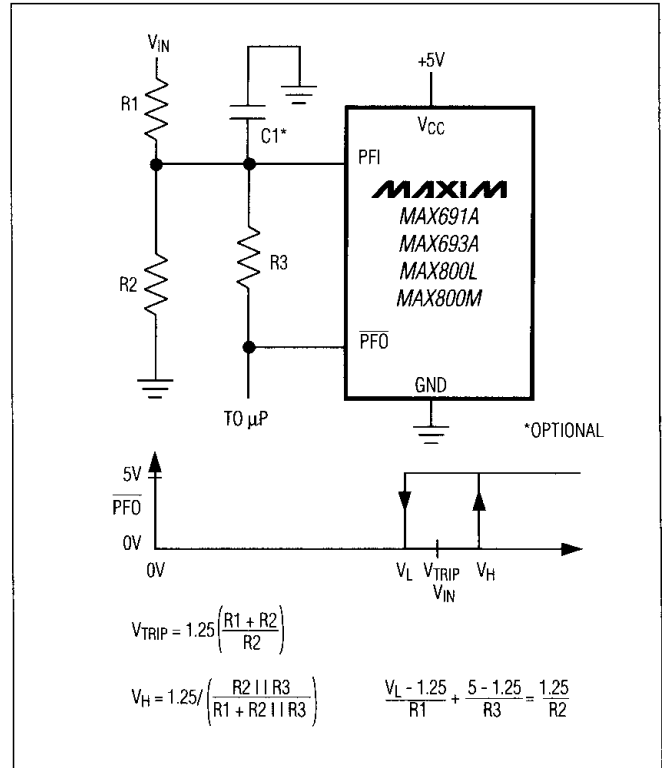 VIN
+5V
R1
C1*
VCC
PFI
MAXIM
MAX691A
MAX693A
MAX800L
MAX800M
R2
R3
PFO
GND
TO µP
*OPTIONAL
5V
PFO
0V
0V
VL VTRIP VH
VIN
VTRIP = 1.25 (R1 + R2 / R2)
VH = 1.25/ (R2 | | R3 / R1 + R2 | | R3)
VL - 1.25 / R1 + 5 - 1.25 / R3 = 1.25 / R2